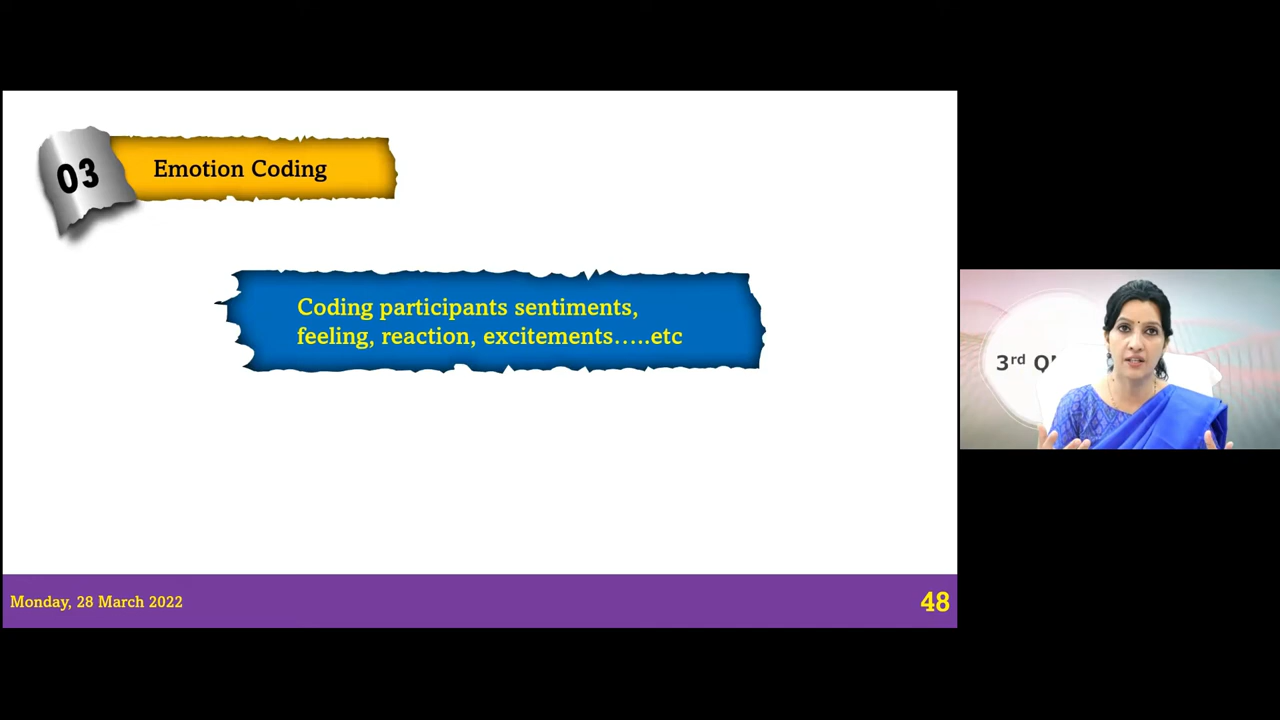 03
Emotion Coding
Coding participants sentiments,
feeling, reaction, excitements.....etc
3rd
Monday, 28 March 2022
48